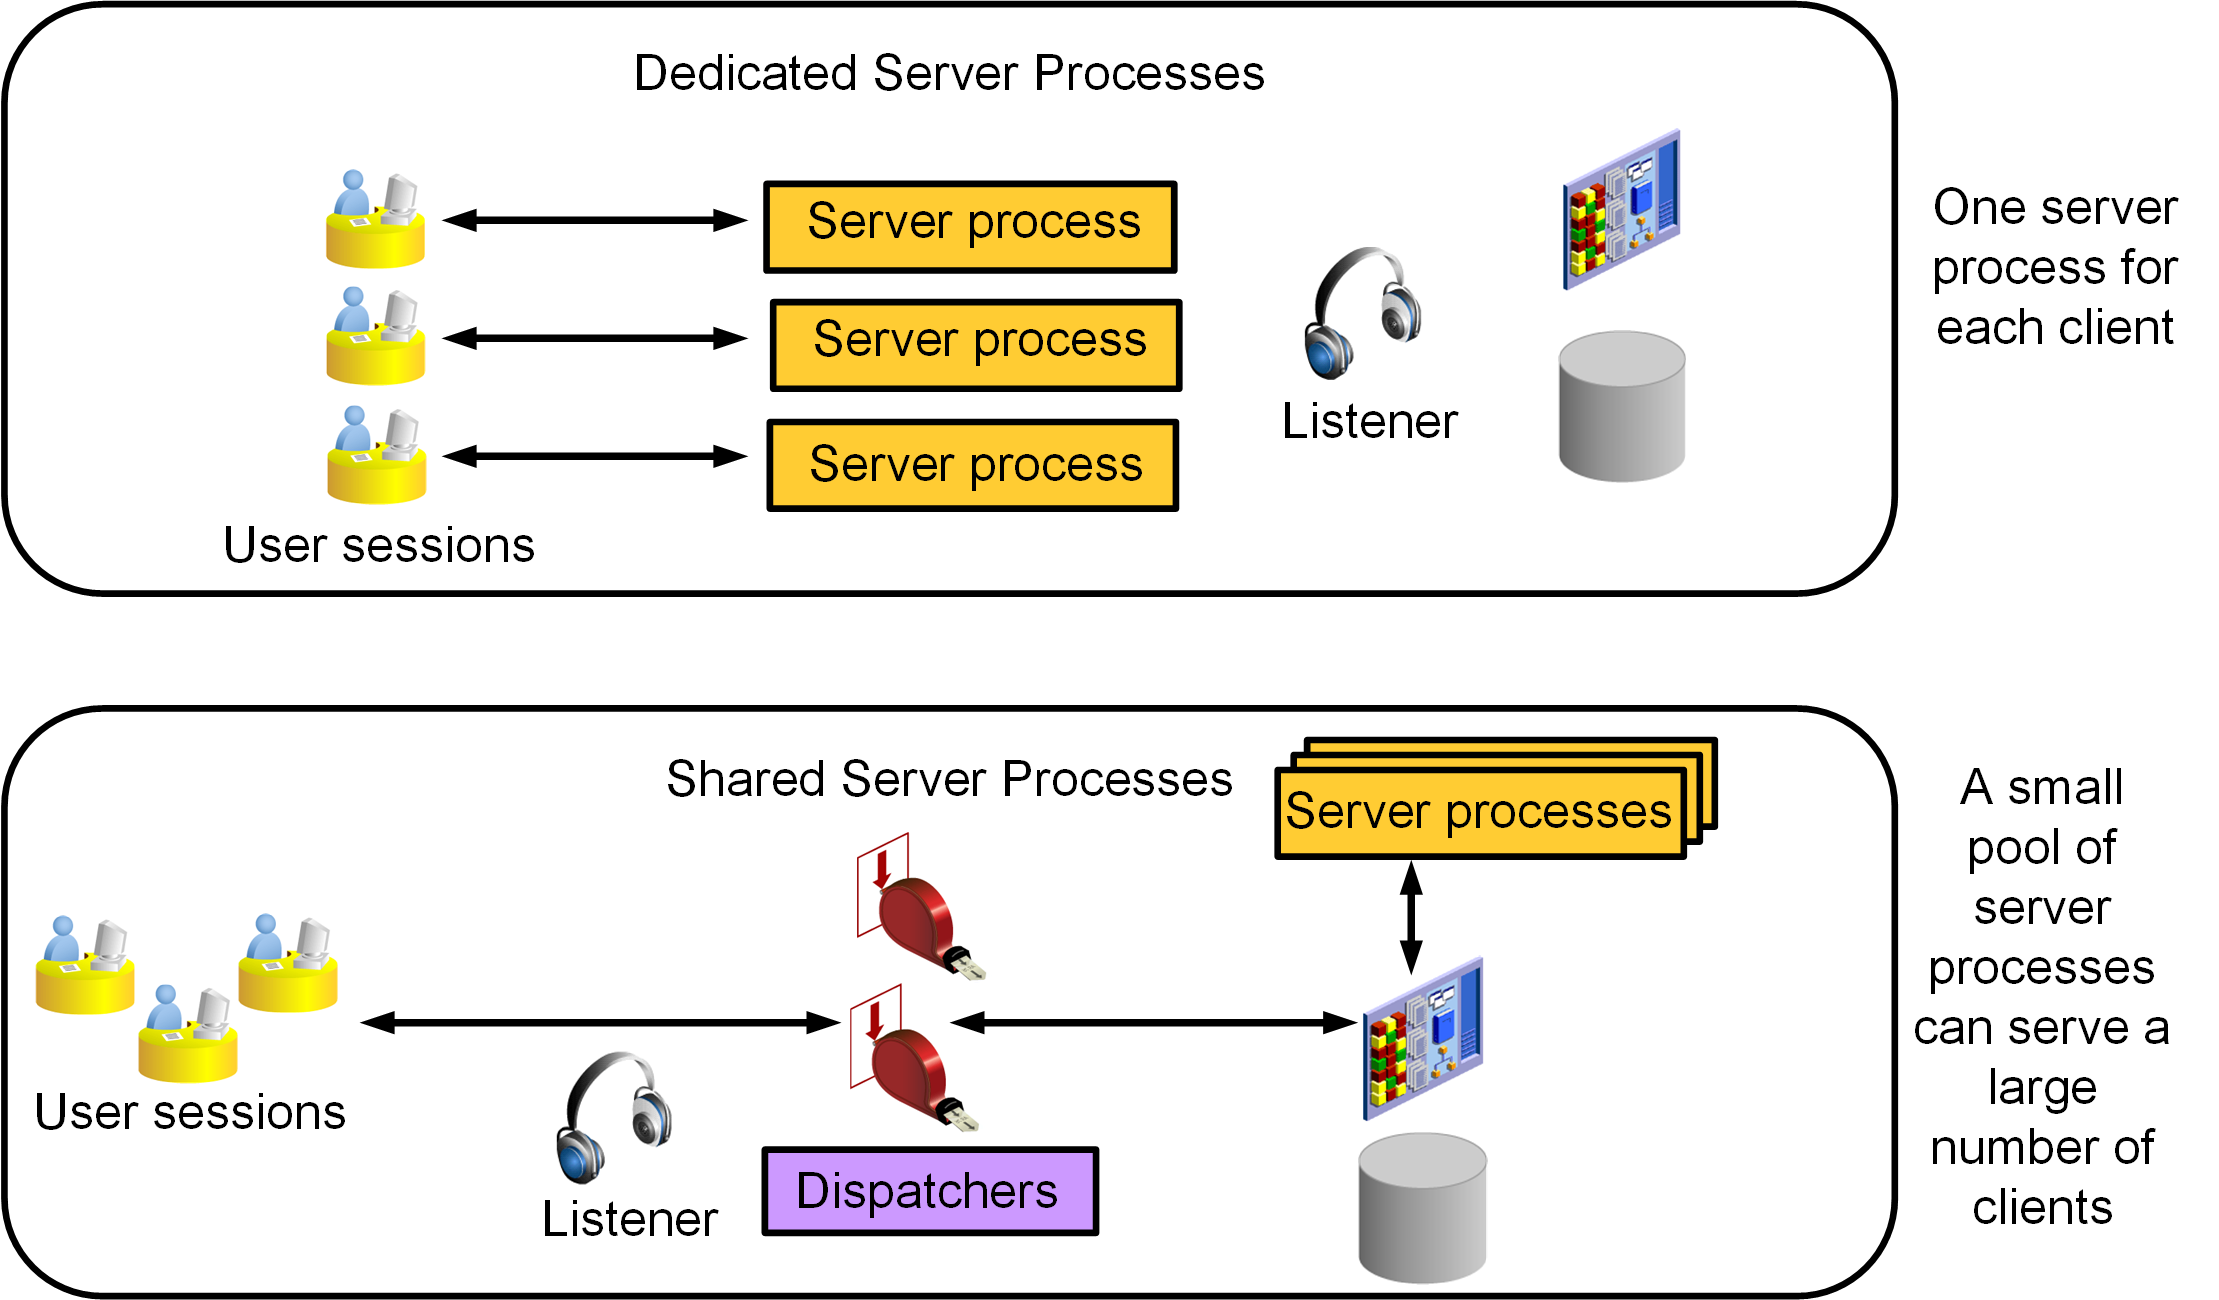 Dedicated Server Processes
Server process
Server process
Server process
Listener
User sessions
One server
process for
each client
Shared Server Processes
Server processes
User sessions
Listener
Dispatchers
A small
pool of
server
processes
can serve a
large
number of
clients